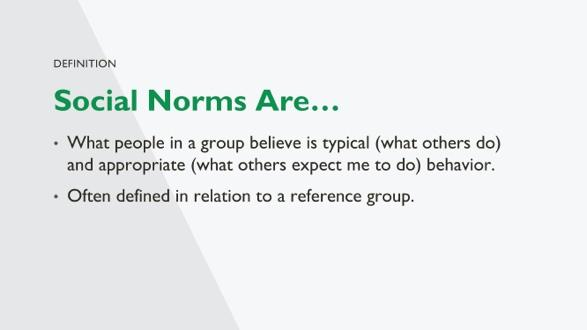 DEFINITION
Social Norms Are...
• What people in a group believe is typical (what others do)
and appropriate (what others expect me to do) behavior.
• Often defined in relation to a reference group.